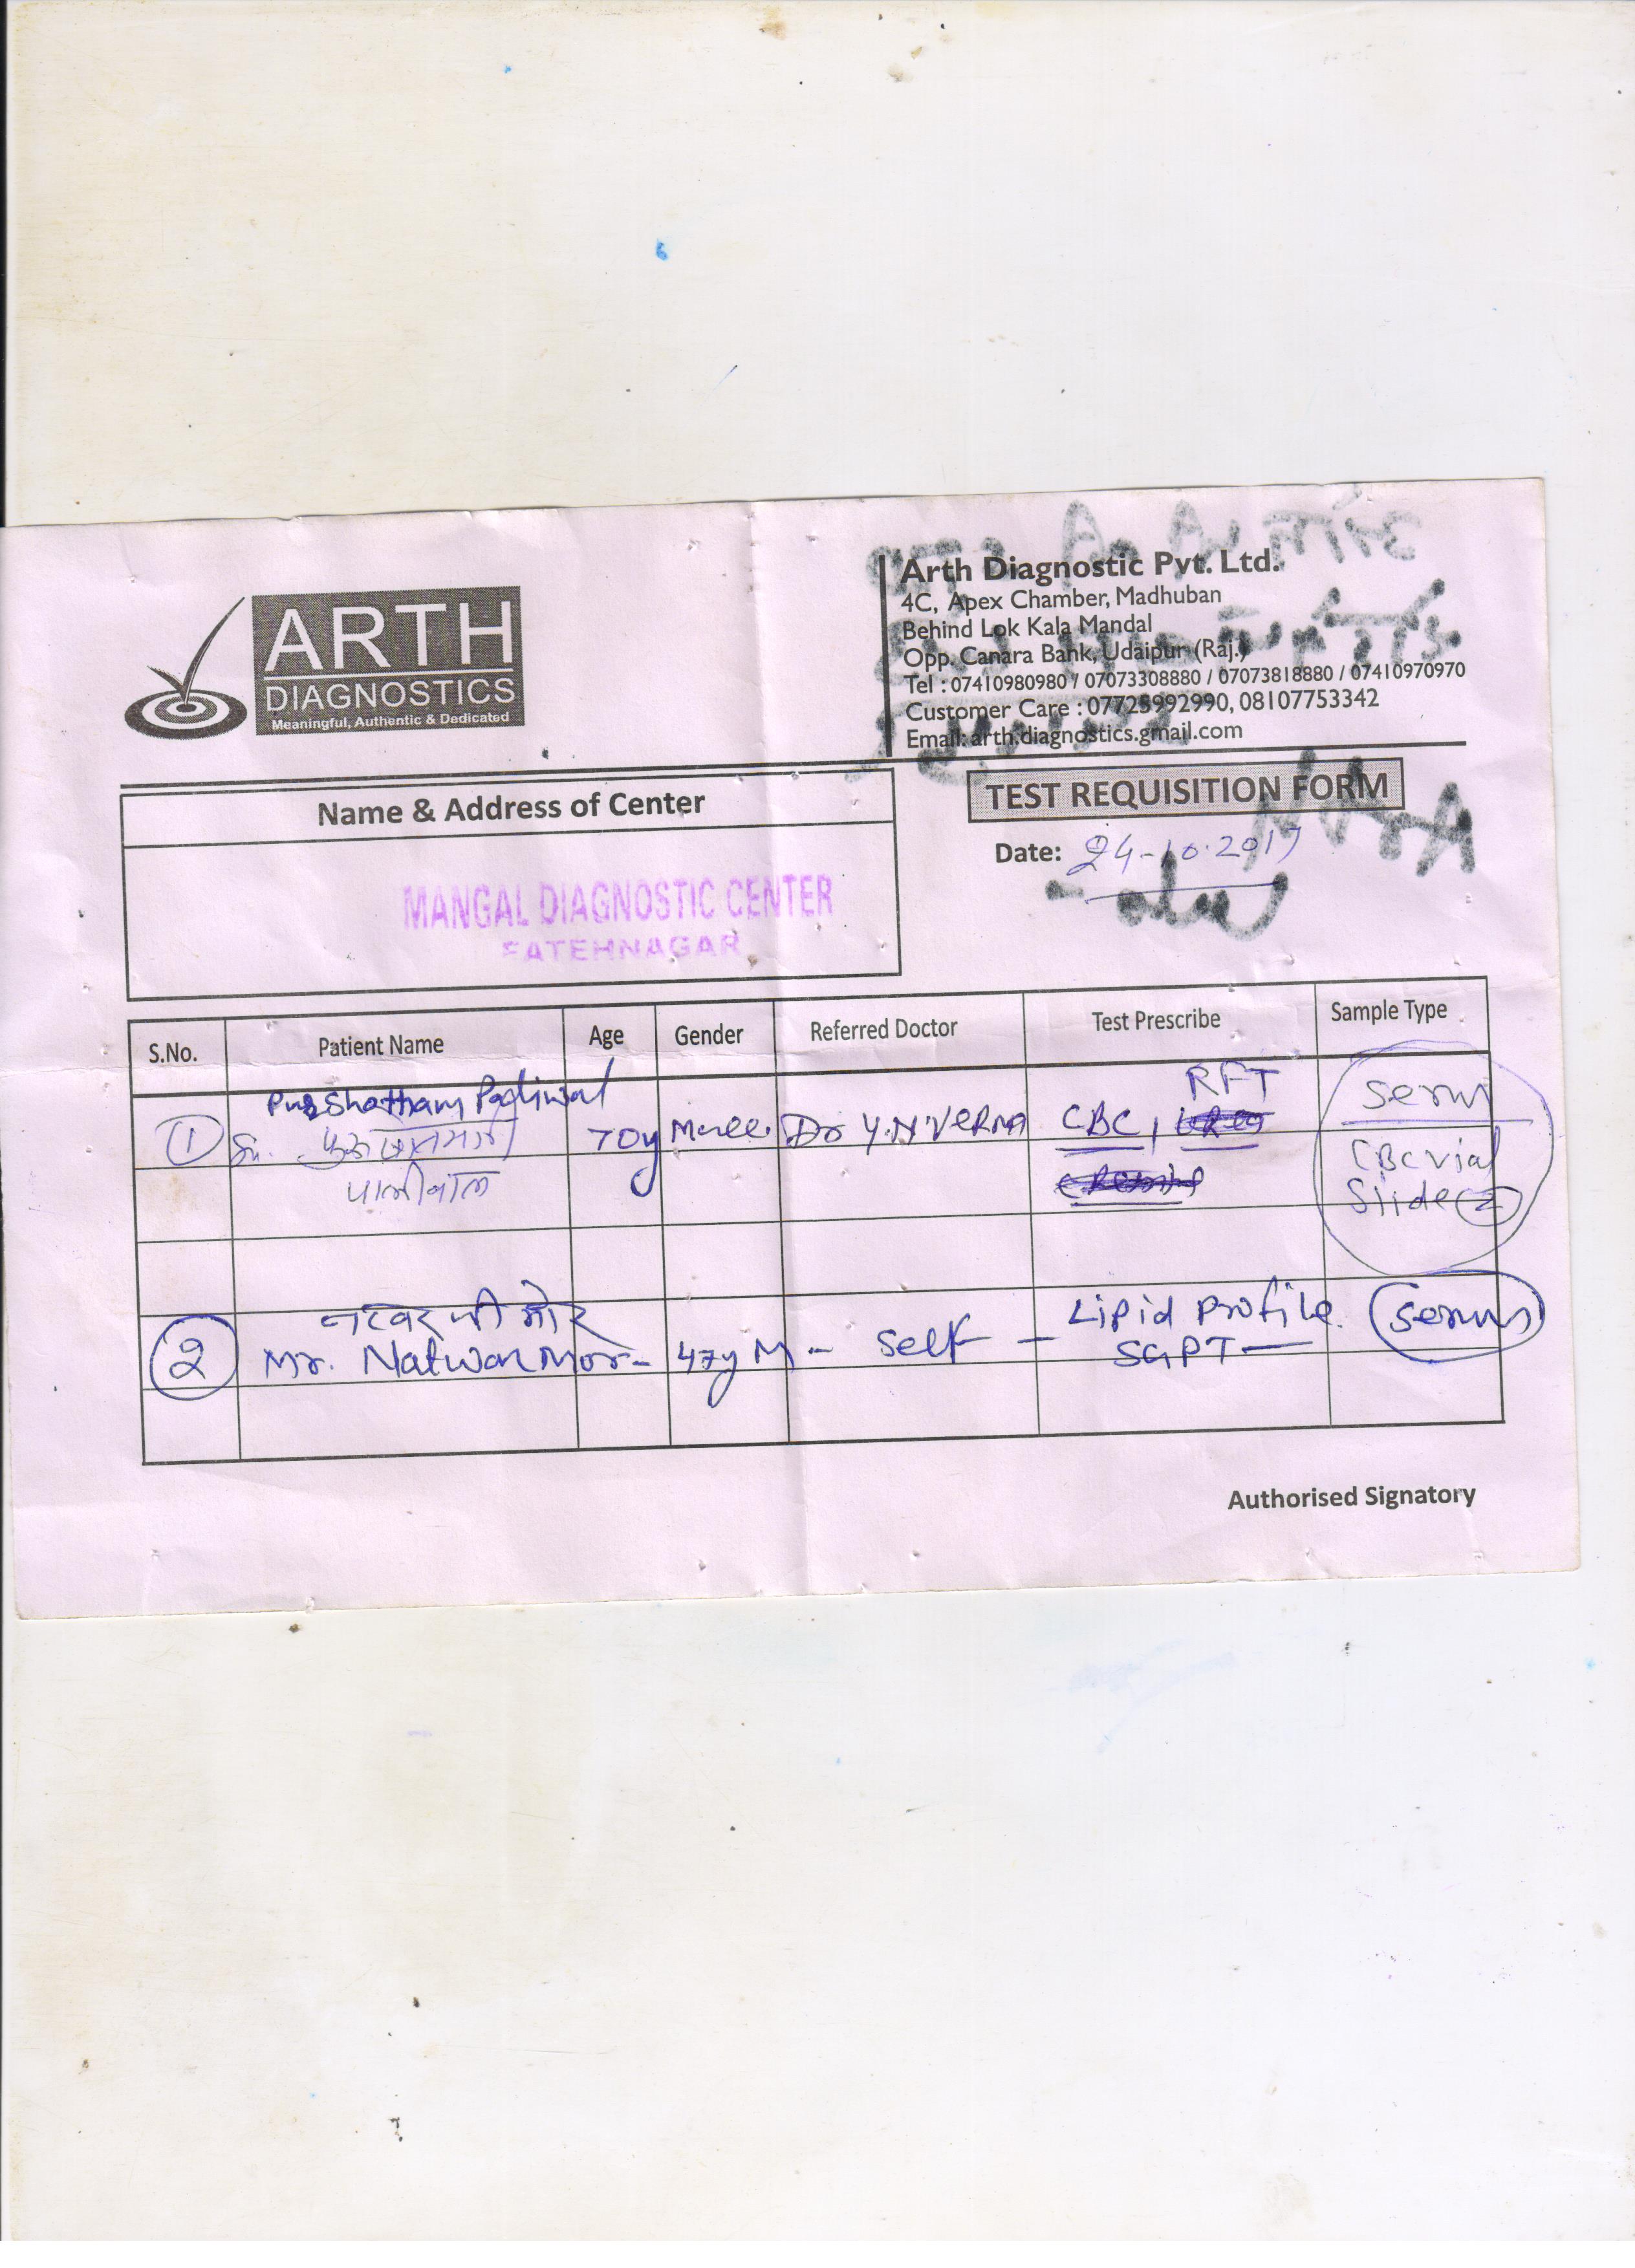 ARTH
DIAGNOSTICS
Meaningful, Authentic & Dedicated
Arth Diagnostic Pvt. Ltd.
4C, Apex Chamber, Madhuban
Behind Lok Kala Mandal
Opp. Canara Bank, Udaipur (Raj.)
Tel : 07410980980 / 07073308880 / 07073818880 / 07410970970
Customer Care : 07725992990, 08107753342
Email: arth.diagnostics.gmail.com
Name & Address of Center
TEST REQUISITION FORM
Date: 24-10.2017
MANGAL DIAGNOSTIC CENTER
FATEHNAGAR
S.No. Patient Name Age Gender Referred Doctor Test Prescribe Sample Type
RFT
1 70y Male. Dr Y.N VERMA CBC,
पालीवाल
CBC vial
Slide 2
नटवर जी मोर
2 Mr. Natwar Mor- 47y M - Self - Lipid Profile. Serum
SGPT
Authorised Signatory